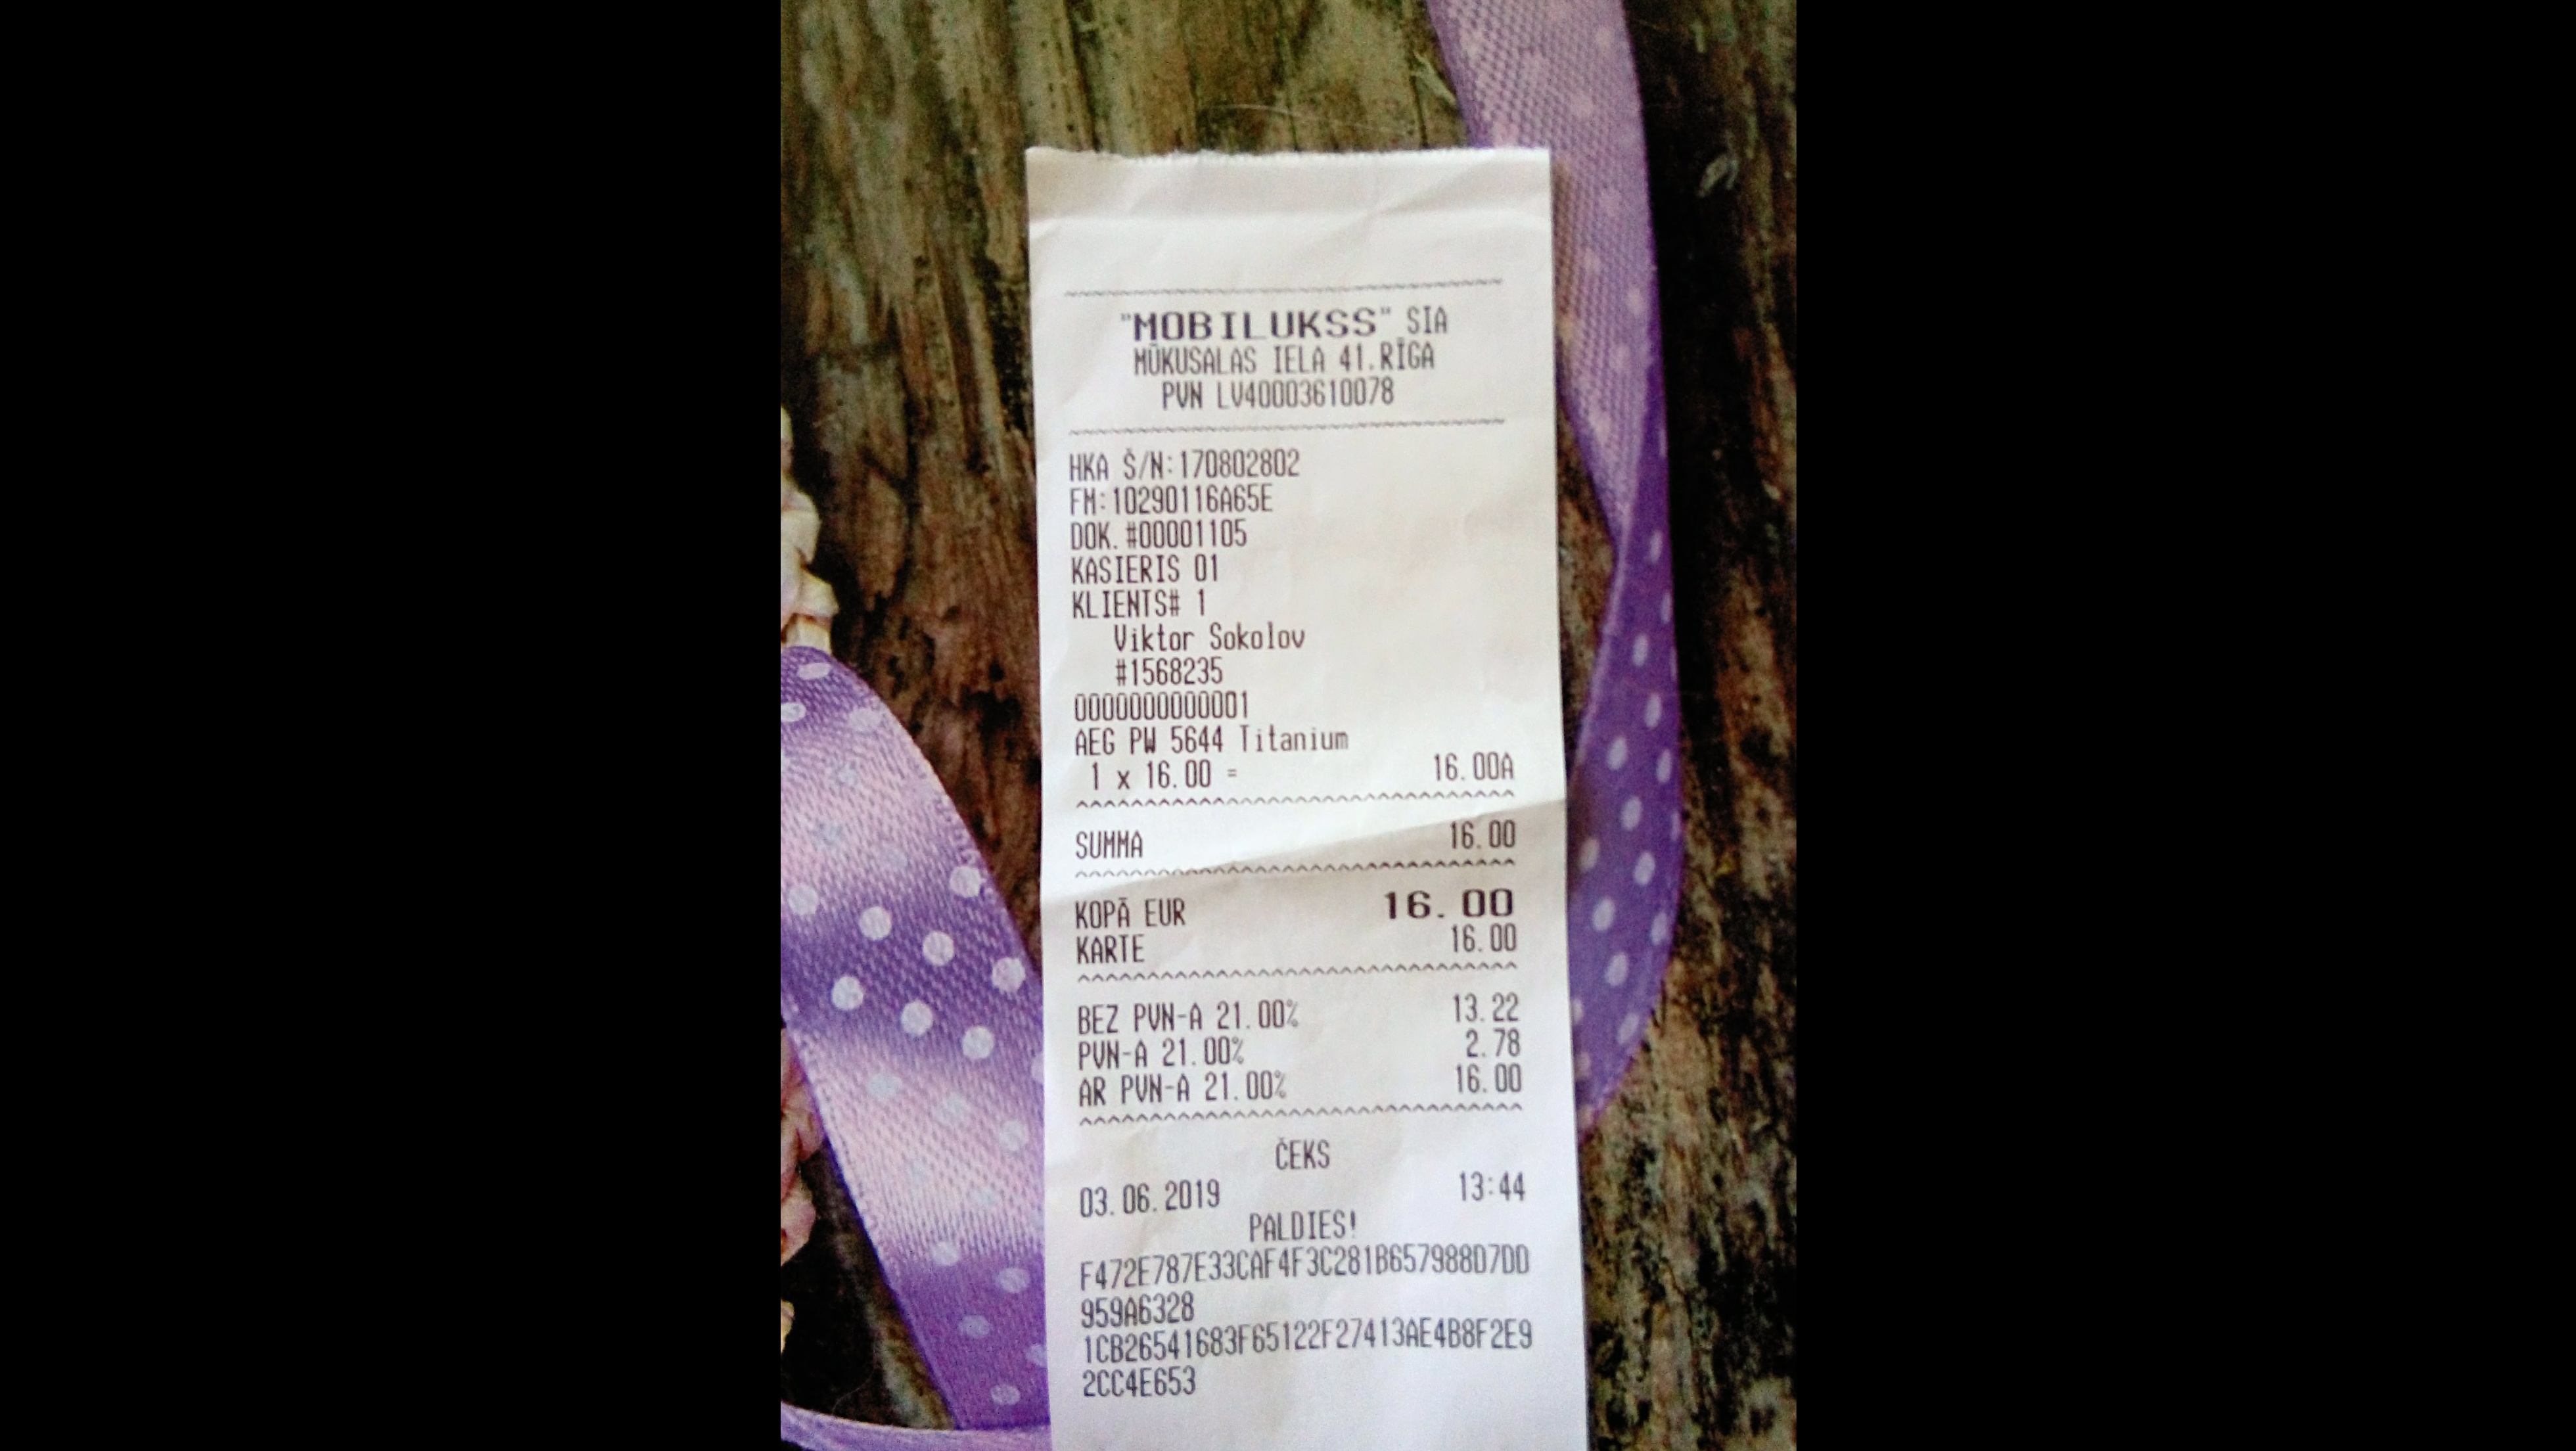 "MOBILUKSS" SIA
MŪKUSALAS IELA 41.RĪGA
PVN LV40003610078
HKA Š/N:170802802
FM:10290116A65E
DOK.#00001105
KASIERIS 01
KLIENTS# 1
Viktor Sokolov
#1568235
0000000000001
AEG PW 5644 Titanium
1 x 16.00 = 16.00A
SUMMA 16.00
KOPĀ EUR 16.00
KARTE 16.00
BEZ PVN-A 21.00% 13.22
PVN-A 21.00% 2.78
AR PVN-A 21.00% 16.00
ČEKS
03.06.2019 13:44
PALDIES!
F472E787E33CAF4F3C281B657988D7DD
959A6328
1CB26541683F65122F27413AE4B8F2E9
2CC4E653